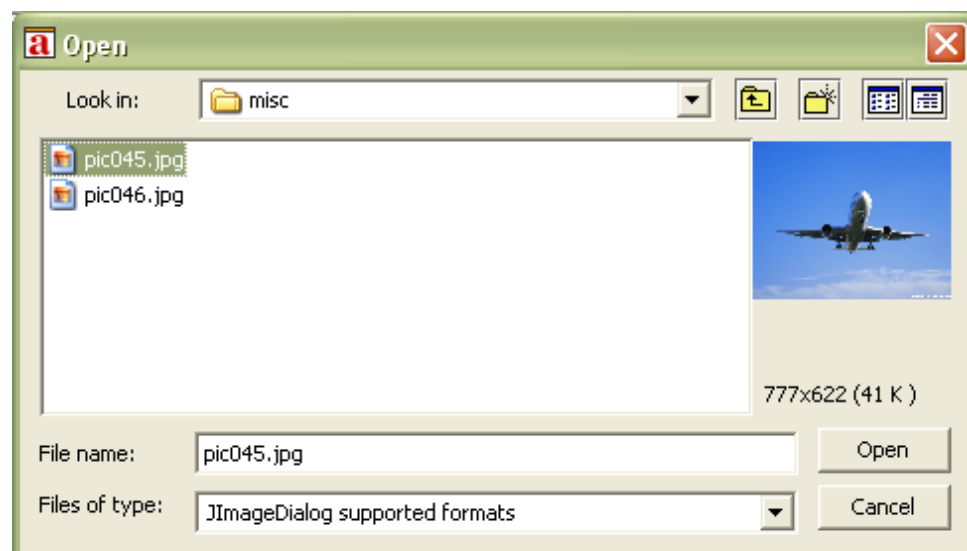 a Open
Look in: misc
pic045.jpg
pic046.jpg
777x622 (41 K )
File name: pic045.jpg Open
Files of type: JImageDialog supported formats Cancel